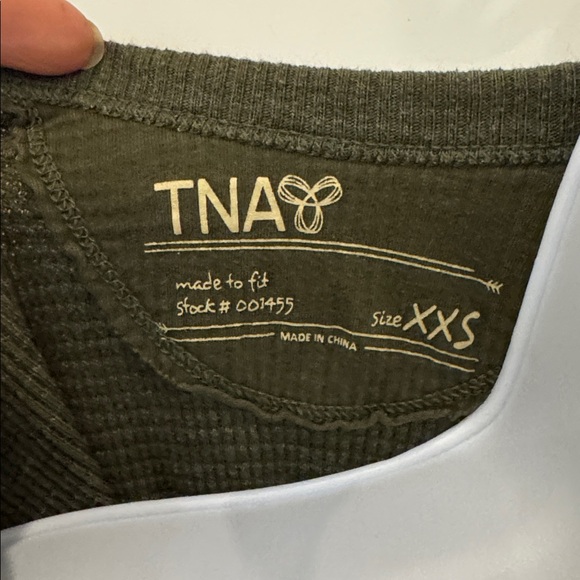 TNA
made to fit
stock # 001455
size XXS
MADE IN CHINA